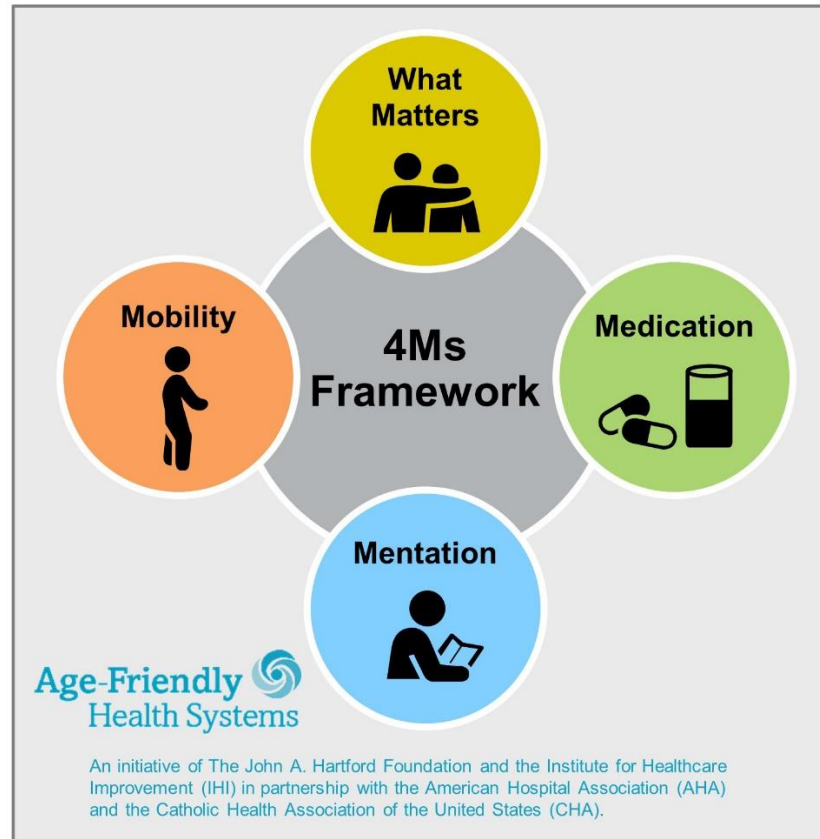 What
Matters
Mobility
4Ms
Framework
Medication
Mentation
Age-Friendly
Health Systems
An initiative of The John A. Hartford Foundation and the Institute for Healthcare
Improvement (IHI) in partnership with the American Hospital Association (AHA)
and the Catholic Health Association of the United States (CHA).